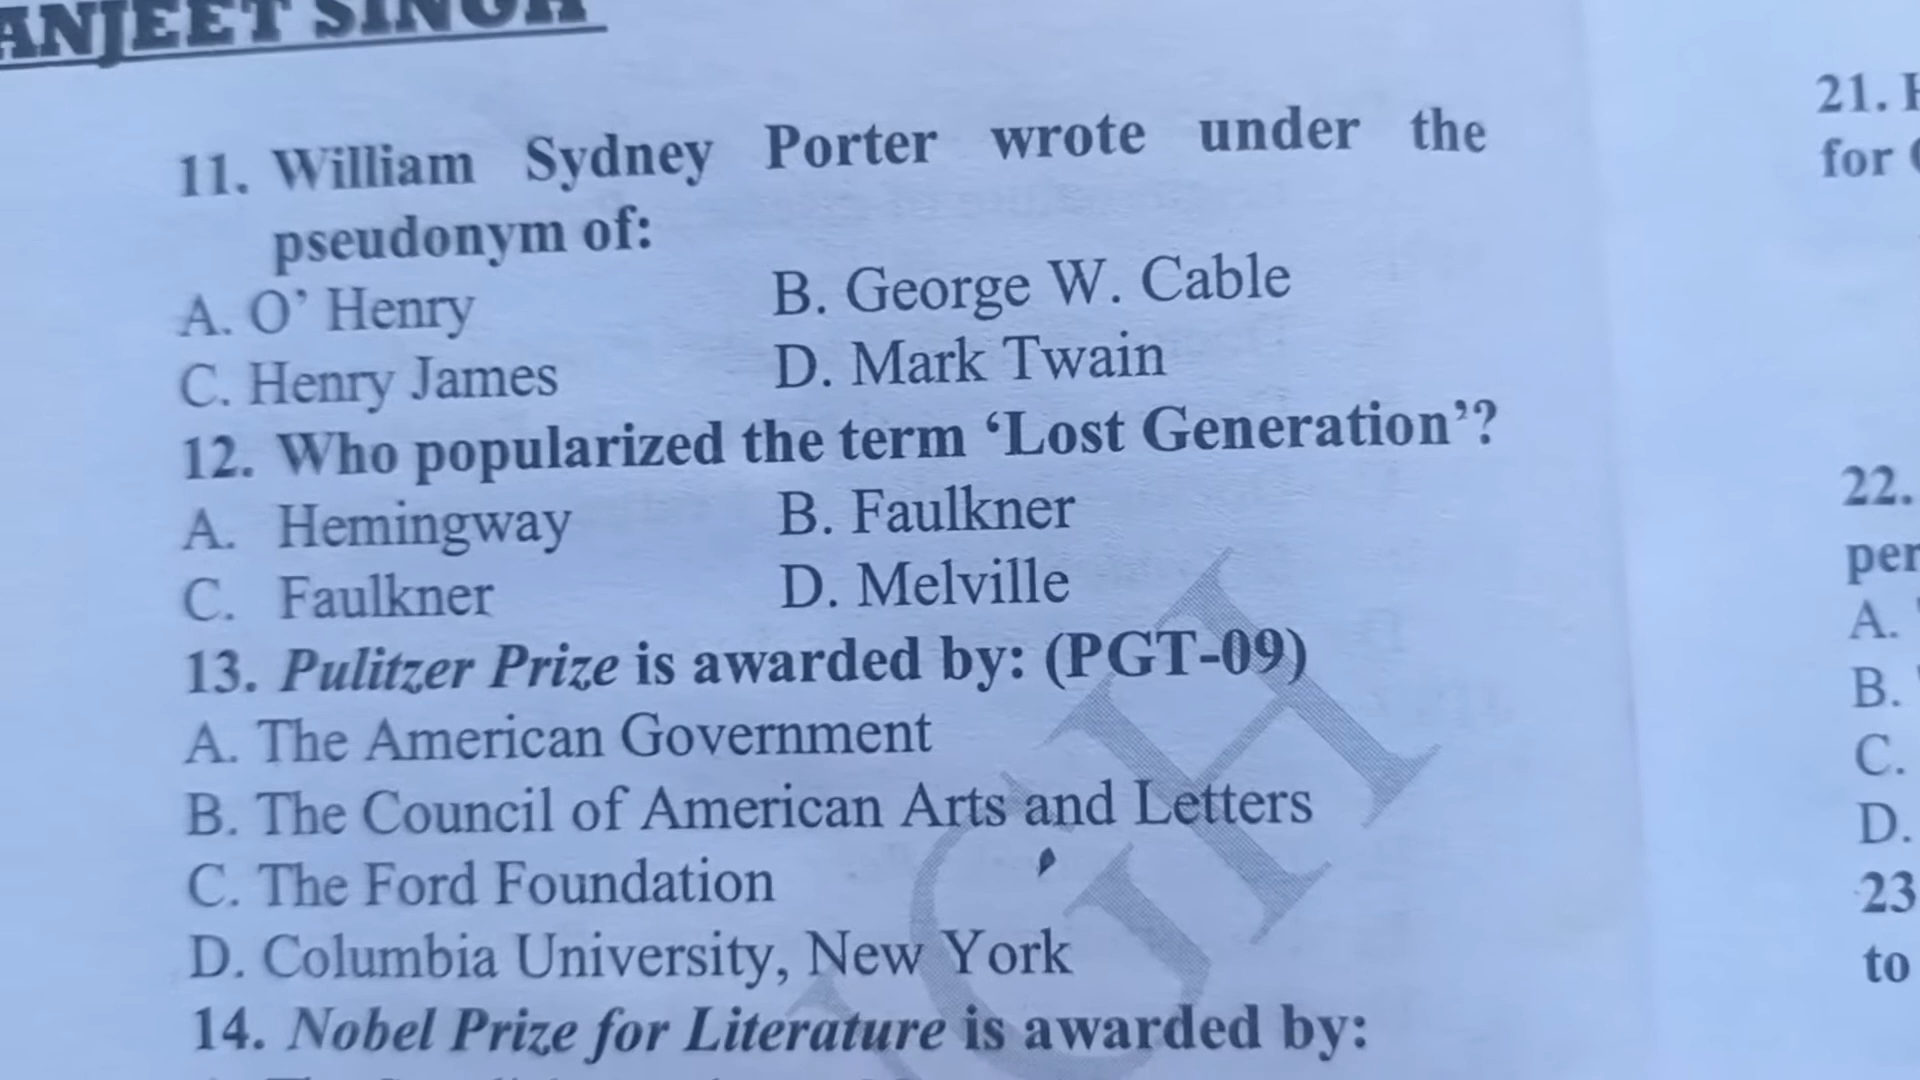 ANJEET SINGH
11. William Sydney Porter wrote under the
pseudonym of:
A. O’ Henry B. George W. Cable
C. Henry James D. Mark Twain
12. Who popularized the term ‘Lost Generation’?
A. Hemingway B. Faulkner
C. Faulkner D. Melville
13. Pulitzer Prize is awarded by: (PGT-09)
A. The American Government
B. The Council of American Arts and Letters
C. The Ford Foundation
D. Columbia University, New York
14. Nobel Prize for Literature is awarded by:
21.
for
22.
per
A.
B.
C.
D.
23
to
GH